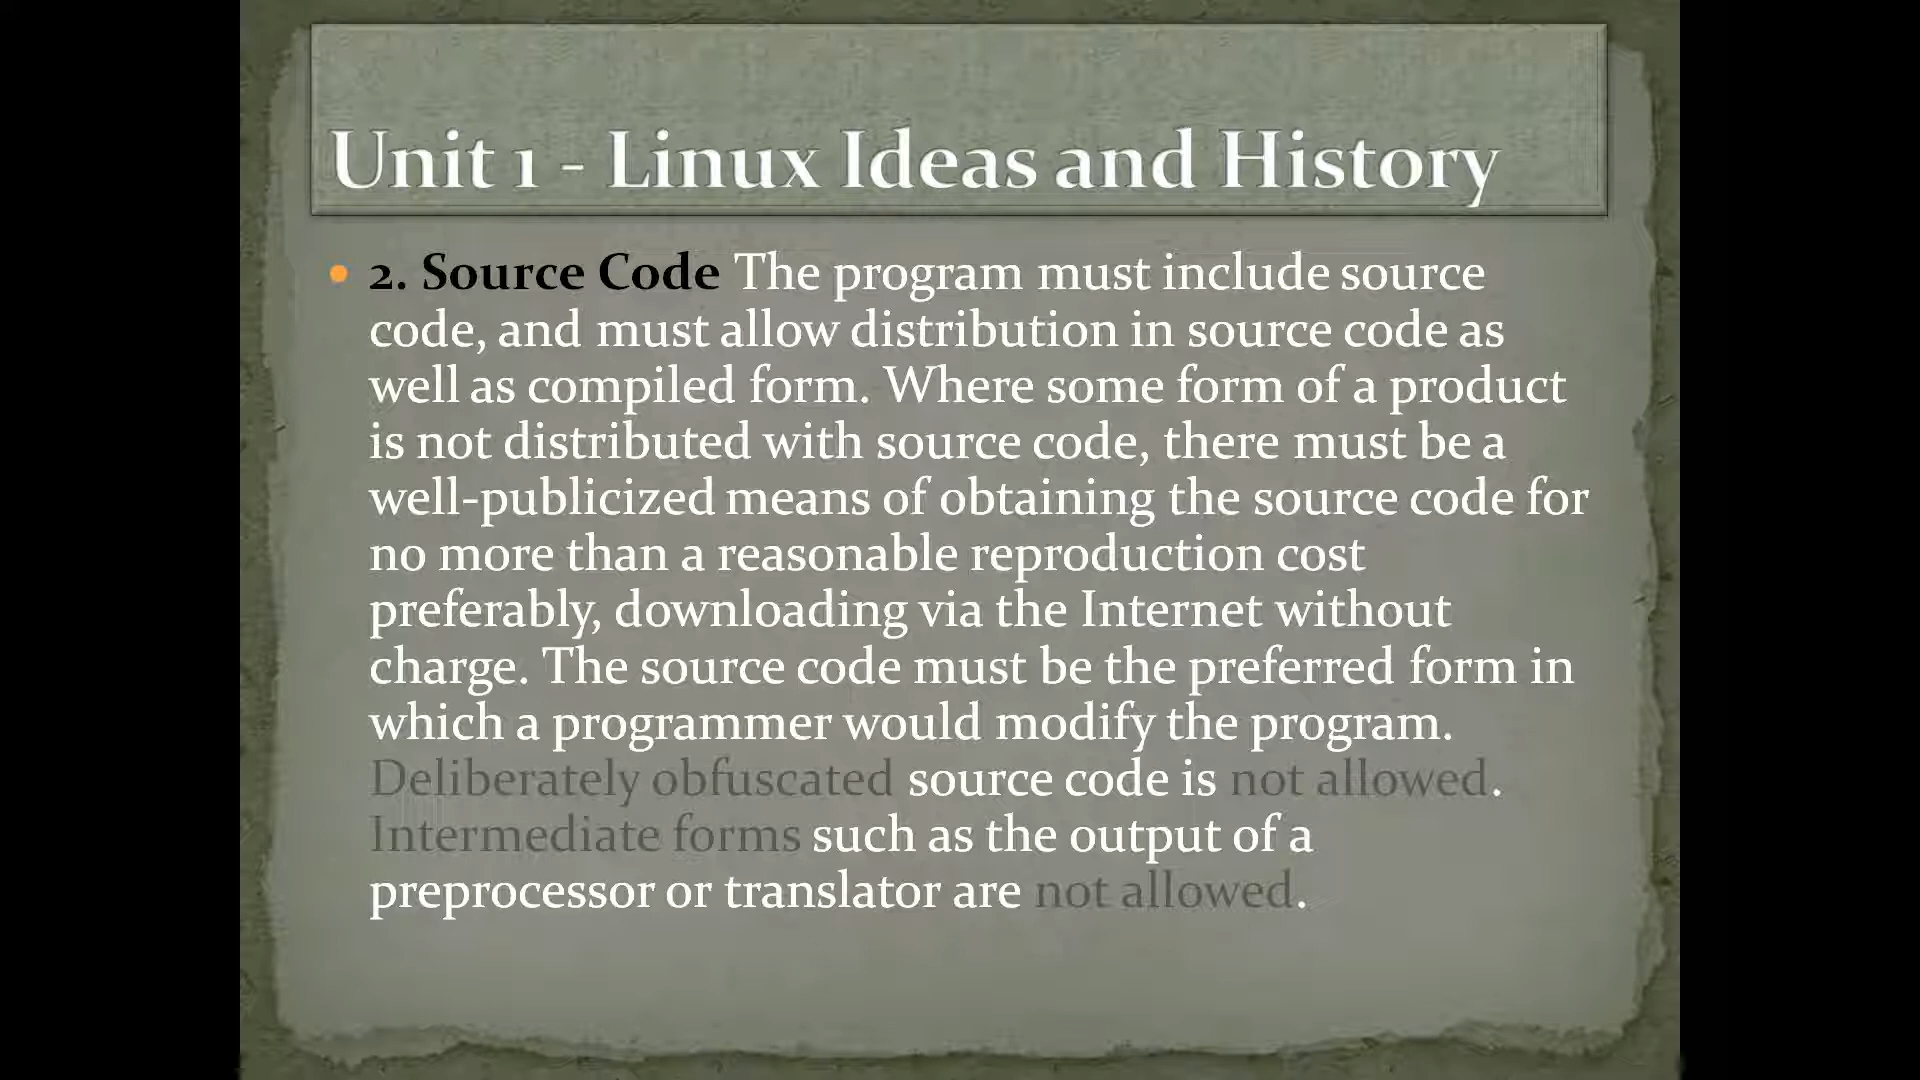 Unit 1 - Linux Ideas and History
• 2. Source Code The program must include source
code, and must allow distribution in source code as
well as compiled form. Where some form of a product
is not distributed with source code, there must be a
well-publicized means of obtaining the source code for
no more than a reasonable reproduction cost
preferably, downloading via the Internet without
charge. The source code must be the preferred form in
which a programmer would modify the program.
Deliberately obfuscated source code is not allowed.
Intermediate forms such as the output of a
preprocessor or translator are not allowed.